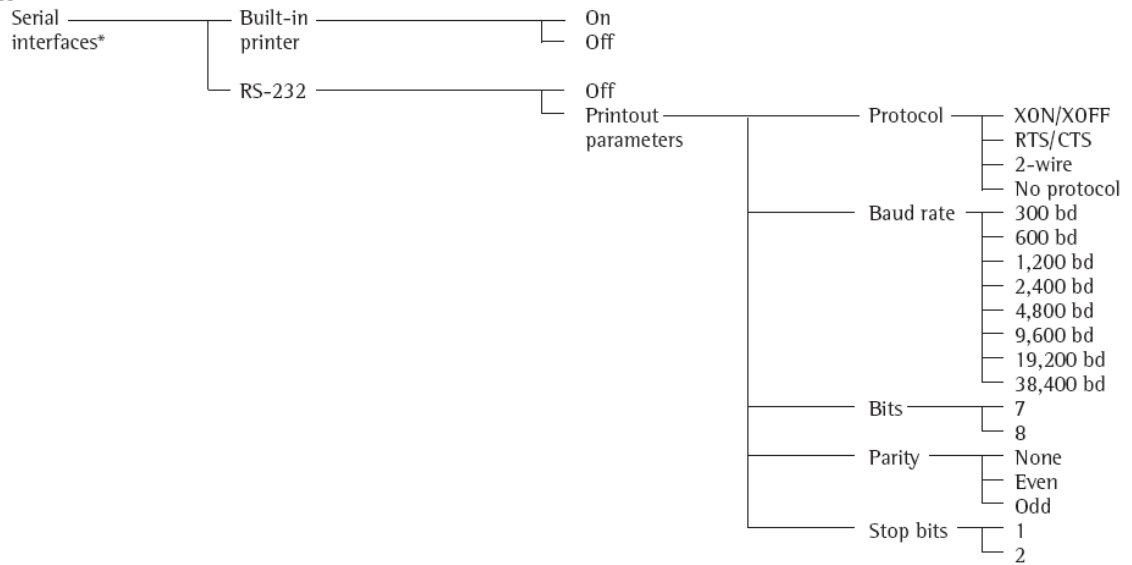 Serial
interfaces*
Built-in
printer
On
Off
RS-232
Off
Printout
parameters
Protocol
XON/XOFF
RTS/CTS
2-wire
No protocol
Baud rate
300 bd
600 bd
1,200 bd
2,400 bd
4,800 bd
9,600 bd
19,200 bd
38,400 bd
Bits
7
8
Parity
None
Even
Odd
Stop bits
1
2